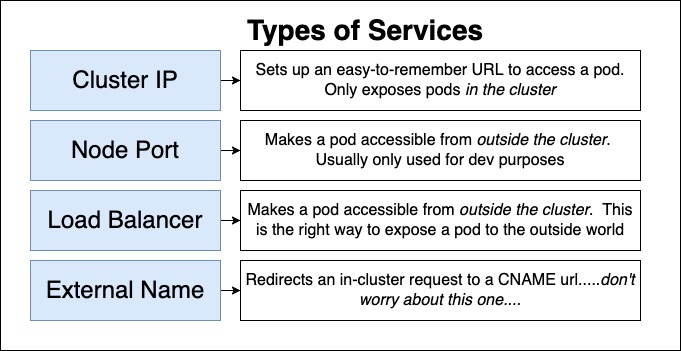 Types of Services
Cluster IP
Sets up an easy-to-remember URL to access a pod.
Only exposes pods in the cluster
Node Port
Makes a pod accessible from outside the cluster.
Usually only used for dev purposes
Load Balancer
Makes a pod accessible from outside the cluster.  This
is the right way to expose a pod to the outside world
External Name
Redirects an in-cluster request to a CNAME url.....don't
worry about this one....